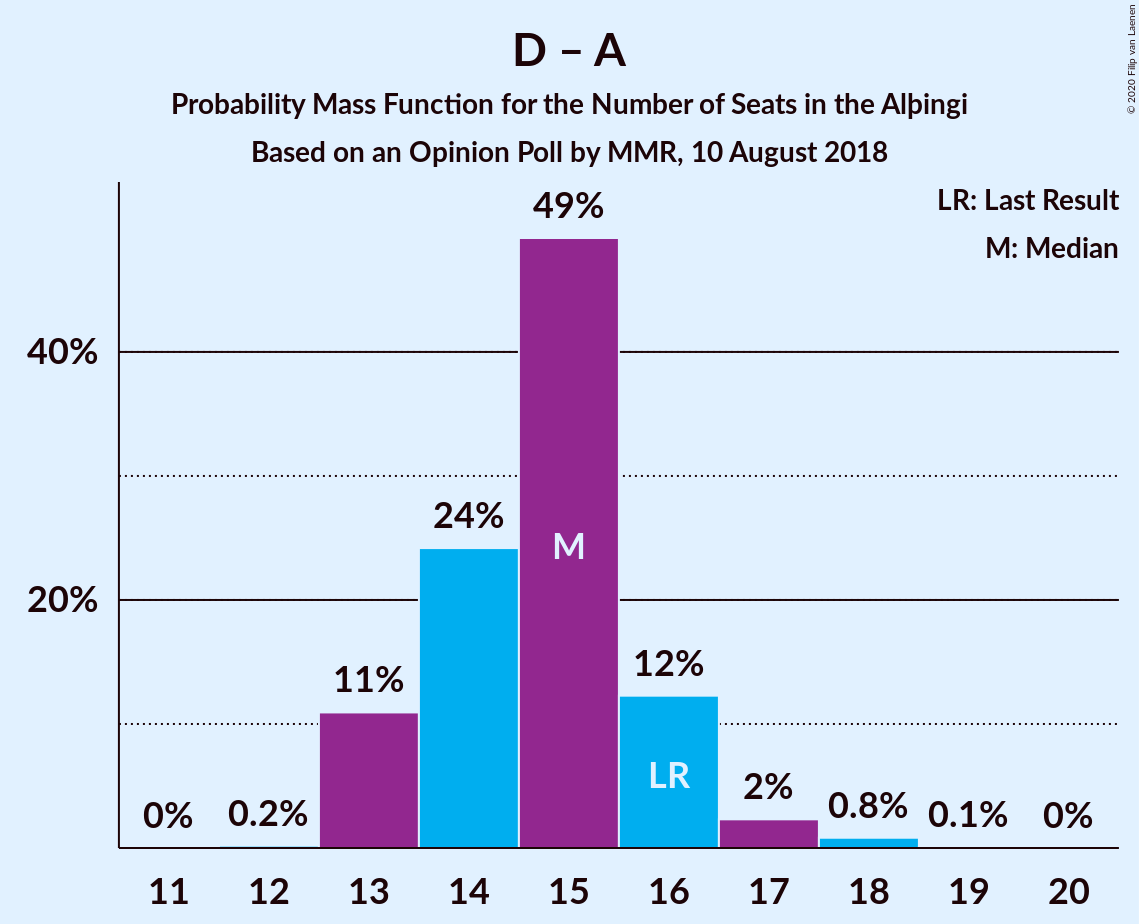 D – A
Probability Mass Function for the Number of Seats in the Alþingi
Based on an Opinion Poll by MMR, 10 August 2018
© 2020 Filip van Laenen
LR: Last Result
M: Median
49%
40%
24%
M
20%
11%
12%
LR
0%
0.2%
2%
0.8%
0.1%
0%
11 12 13 14 15 16 17 18 19 20